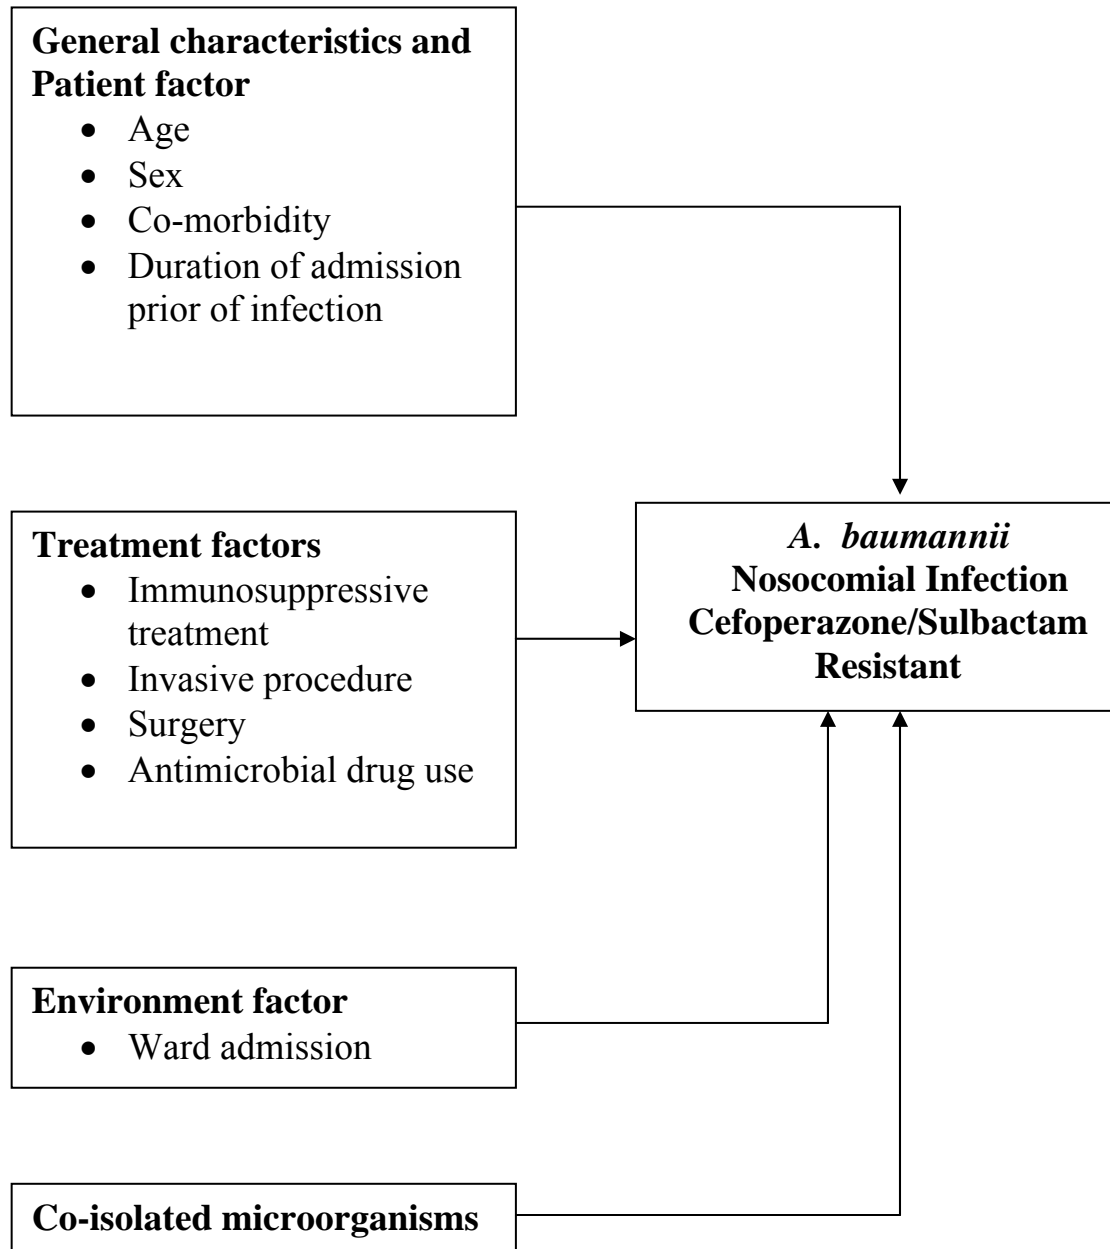 General characteristics and
Patient factor
• Age
• Sex
• Co-morbidity
• Duration of admission
prior of infection
Treatment factors
• Immunosuppressive
treatment
• Invasive procedure
• Surgery
• Antimicrobial drug use
A. baumannii
Nosocomial Infection
Cefoperazone/Sulbactam
Resistant
Environment factor
• Ward admission
Co-isolated microorganisms